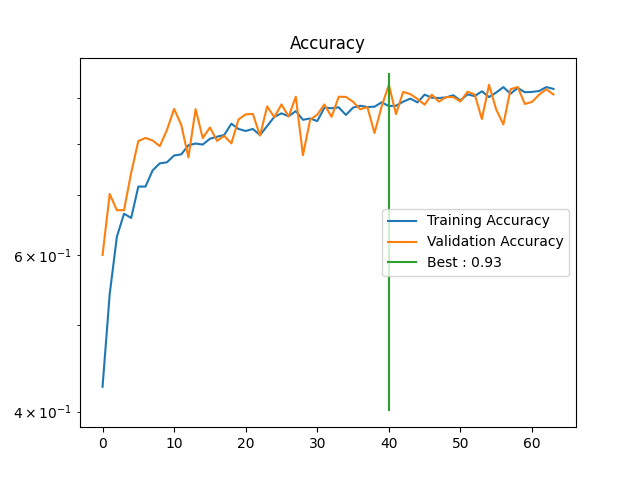 Accuracy
6 × 10⁻¹
4 × 10⁻¹
Training Accuracy
Validation Accuracy
Best : 0.93
0 10 20 30 40 50 60